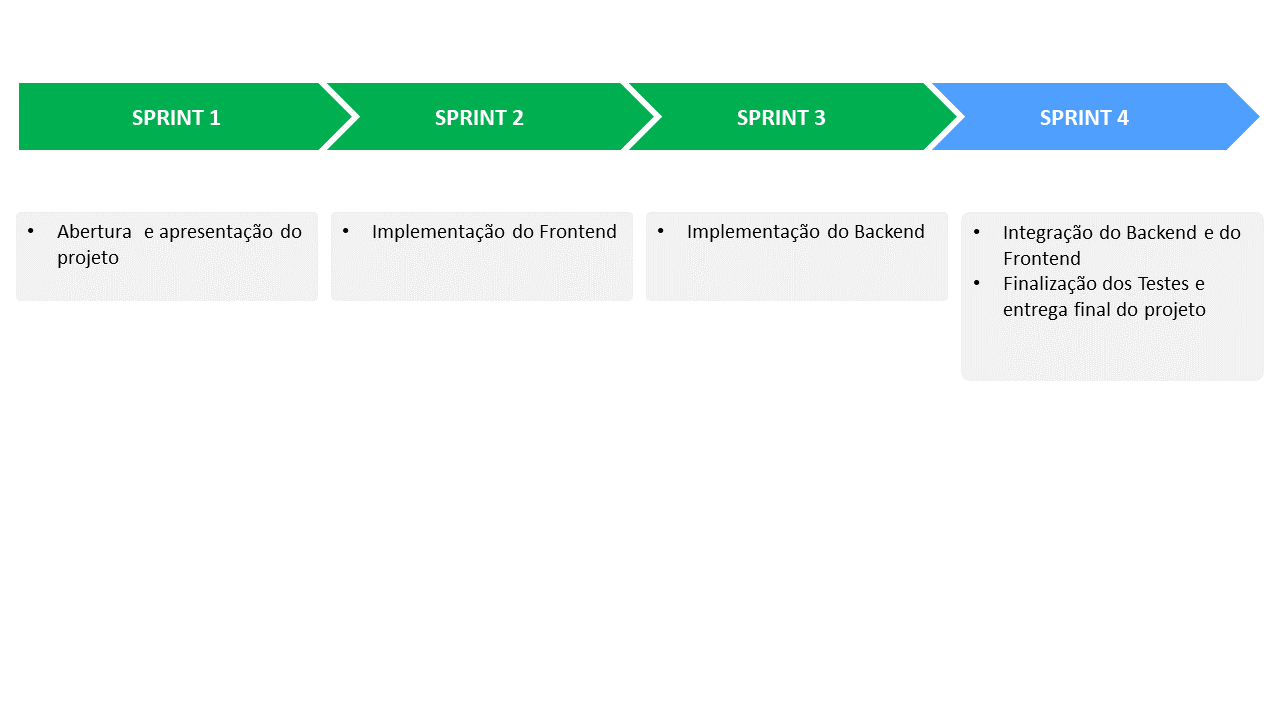 SPRINT 1
SPRINT 2
SPRINT 3
SPRINT 4
• Abertura e apresentação do
projeto
• Implementação do Frontend
• Implementação do Backend
• Integração do Backend e do
Frontend
• Finalização dos Testes e
entrega final do projeto